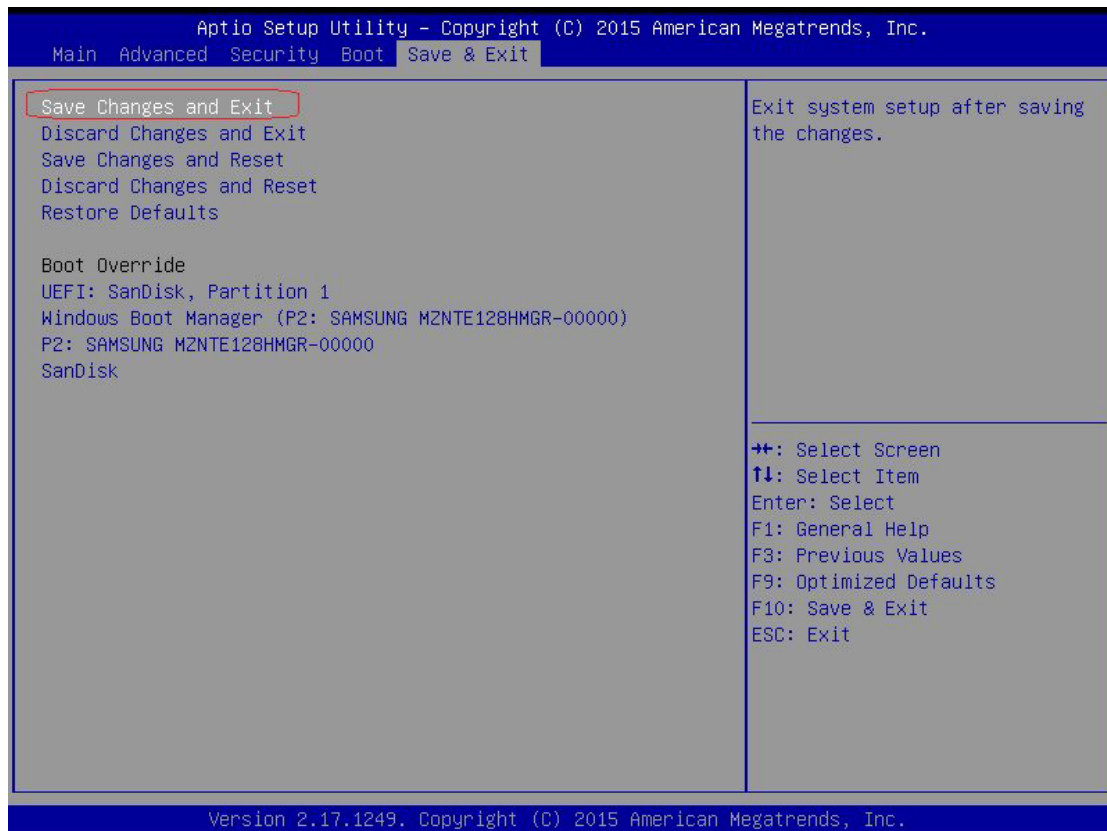 Aptio Setup Utility – Copyright (C) 2015 American Megatrends, Inc.
Main Advanced Security Boot Save & Exit
Save Changes and Exit
Discard Changes and Exit
Save Changes and Reset
Discard Changes and Reset
Restore Defaults
Boot Override
UEFI: SanDisk, Partition 1
Windows Boot Manager (P2: SAMSUNG MZNTE128HMGR-00000)
P2: SAMSUNG MZNTE128HMGR-00000
SanDisk
Exit system setup after saving
the changes.
→←: Select Screen
↑↓: Select Item
Enter: Select
F1: General Help
F3: Previous Values
F9: Optimized Defaults
F10: Save & Exit
ESC: Exit
Version 2.17.1249. Copyright (C) 2015 American Megatrends, Inc.